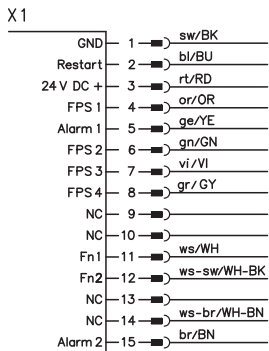 X1
GND 1 sw/BK
Restart 2 bl/BU
24 V DC + 3 rt/RD
FPS 1 4 or/OR
Alarm 1 5 ge/YE
FPS 2 6 gn/GN
FPS 3 7 vi/VI
FPS 4 8 gr/GY
NC 9
NC 10
Fn1 11 ws/WH
Fn2 12 ws-sw/WH-BK
NC 13
NC 14 ws-br/WH-BN
Alarm 2 15 br/BN